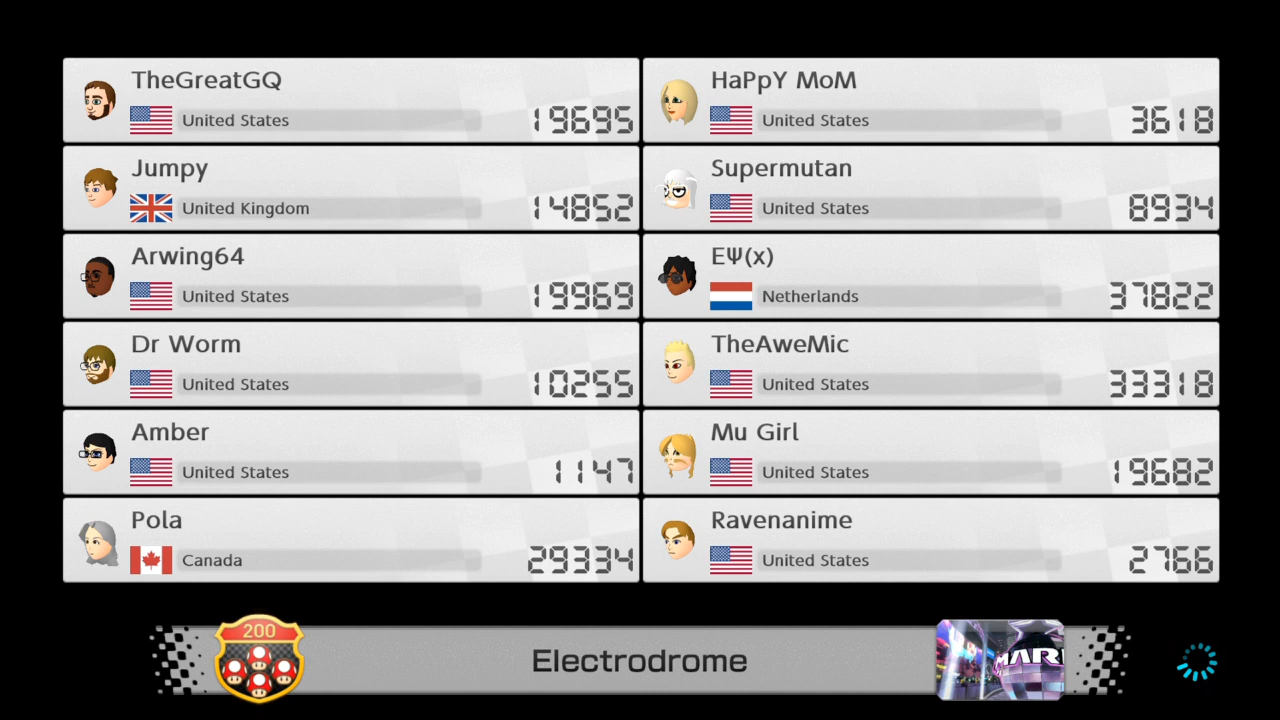 TheGreatGQ
United States
19695
HaPpY MoM
United States
3618
Jumpy
United Kingdom
14852
Supermutan
United States
8934
Arwing64
United States
19969
EΨ(x)
Netherlands
37822
Dr Worm
United States
10255
TheAweMic
United States
33318
Amber
United States
1147
Mu Girl
United States
19682
Pola
Canada
29334
Ravenanime
United States
2766
200
Electrodrome
MARI